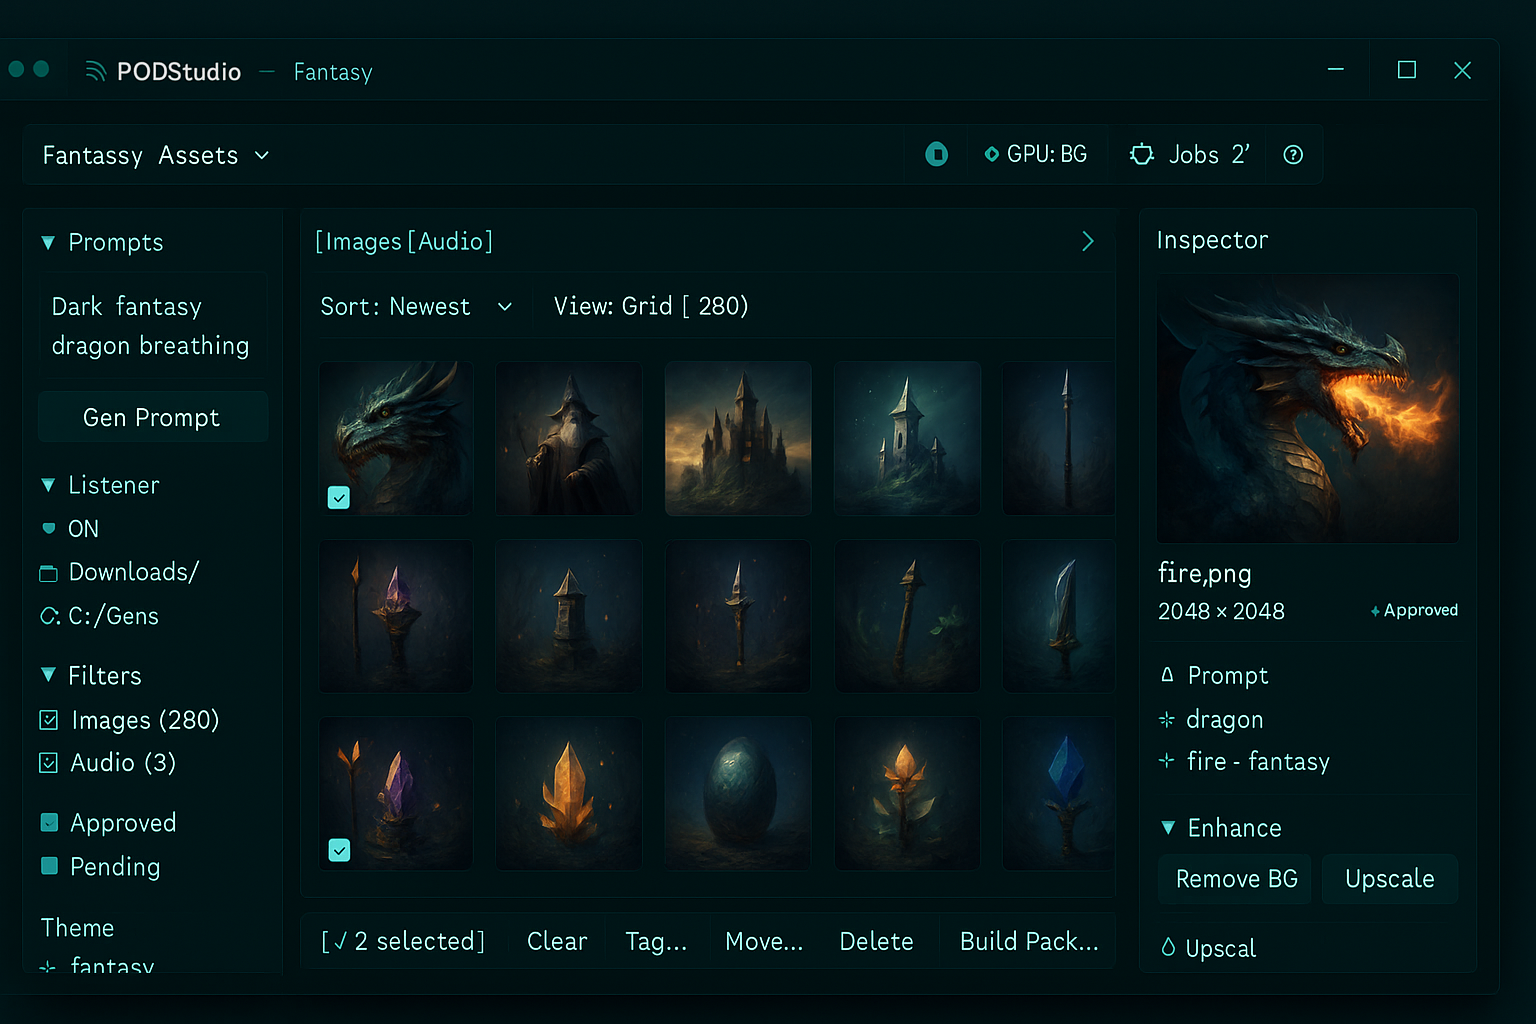 PODStudio — Fantasy
Fantassy Assets
GPU: BG
Jobs 2’
?
Prompts
Dark fantasy
dragon breathing
Gen Prompt
Listener
ON
Downloads/
C:/Gens
Filters
Images (280)
Audio (3)
Approved
Pending
Theme
fantasy
[Images [Audio]
Sort: Newest
View: Grid [ 280)
[✓ 2 selected]
Clear
Tag...
Move...
Delete
Build Pack...
Inspector
fire,png
2048 × 2048
+ Approved
Prompt
dragon
fire - fantasy
Enhance
Remove BG
Upscale
Upscal